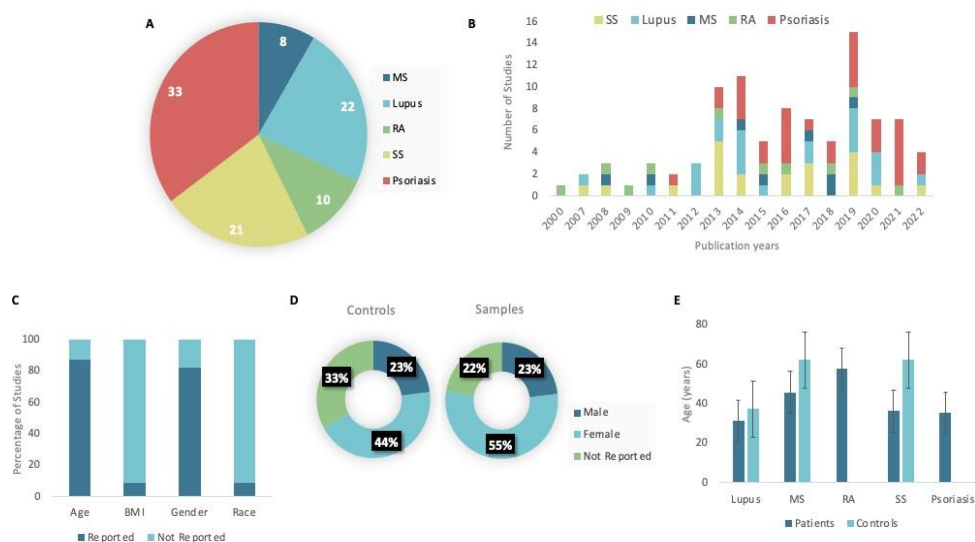 A
8
22
10
21
33
MS
Lupus
RA
SS
Psoriasis
B
SS Lupus MS RA Psoriasis
Number of Studies
16
14
12
10
8
6
4
2
0
2000 2007 2008 2009 2010 2011 2012 2013 2014 2015 2016 2017 2018 2019 2020 2021 2022
Publication years
C
Percentage of Studies
100
80
60
40
20
0
Age BMI Gender Race
Reported Not Reported
D
Controls Samples
23%
44%
33%
23%
55%
22%
Male
Female
Not Reported
E
Age (years)
80
60
40
20
0
Lupus MS RA SS Psoriasis
Patients Controls